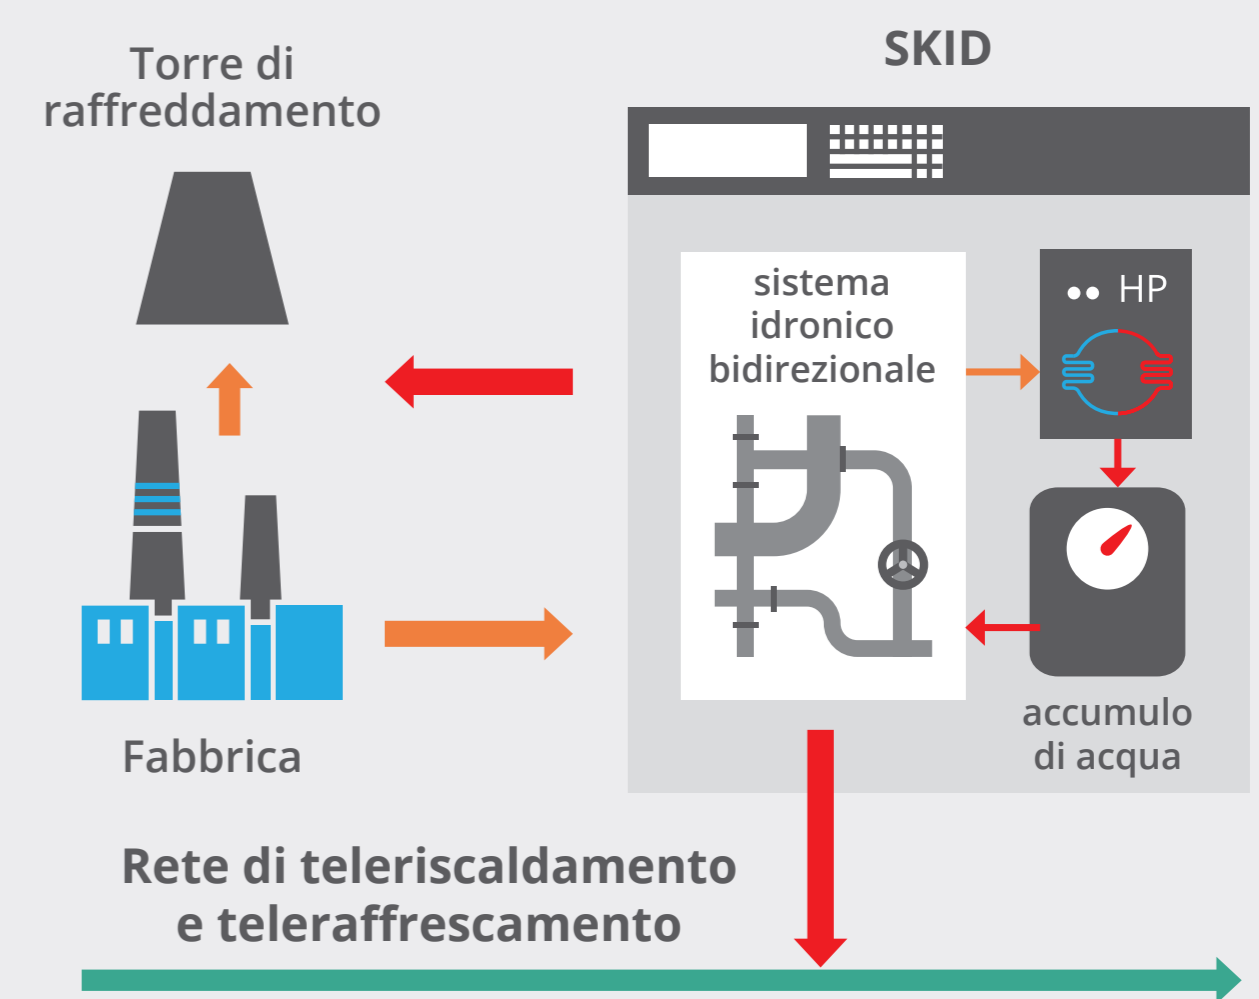 Torre di
raffreddamento
SKID
sistema
idronico
bidirezionale
HP
accumulo
di acqua
Fabbrica
Rete di teleriscaldamento
e teleraffrescamento